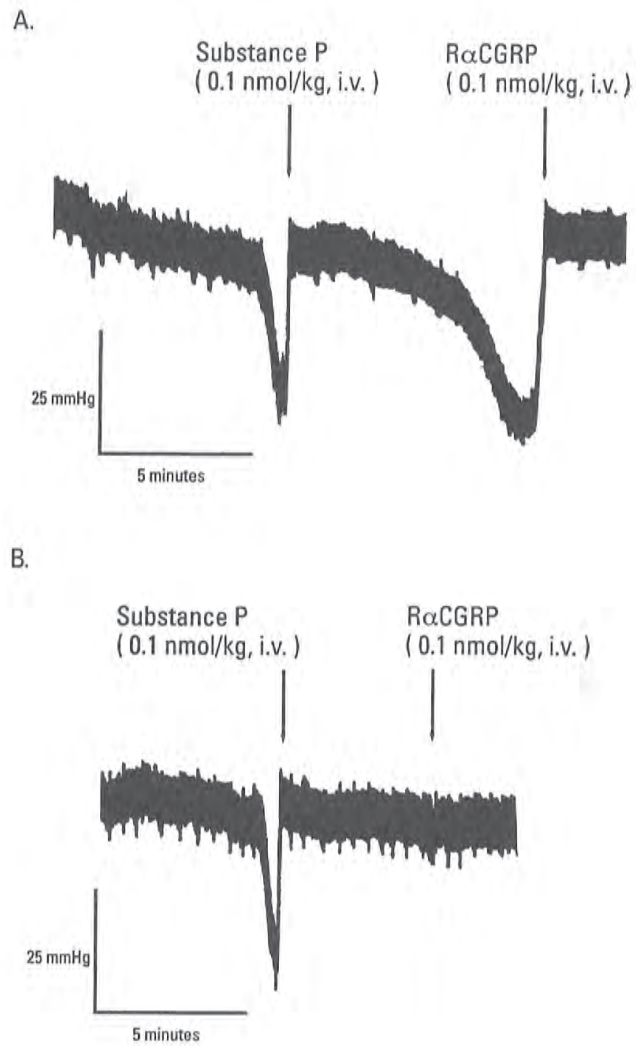 A.
Substance P
( 0.1 nmol/kg, i.v. )
RαCGRP
( 0.1 nmol/kg, i.v. )
25 mmHg
5 minutes
B.
Substance P
( 0.1 nmol/kg, i.v. )
RαCGRP
( 0.1 nmol/kg, i.v. )
25 mmHg
5 minutes